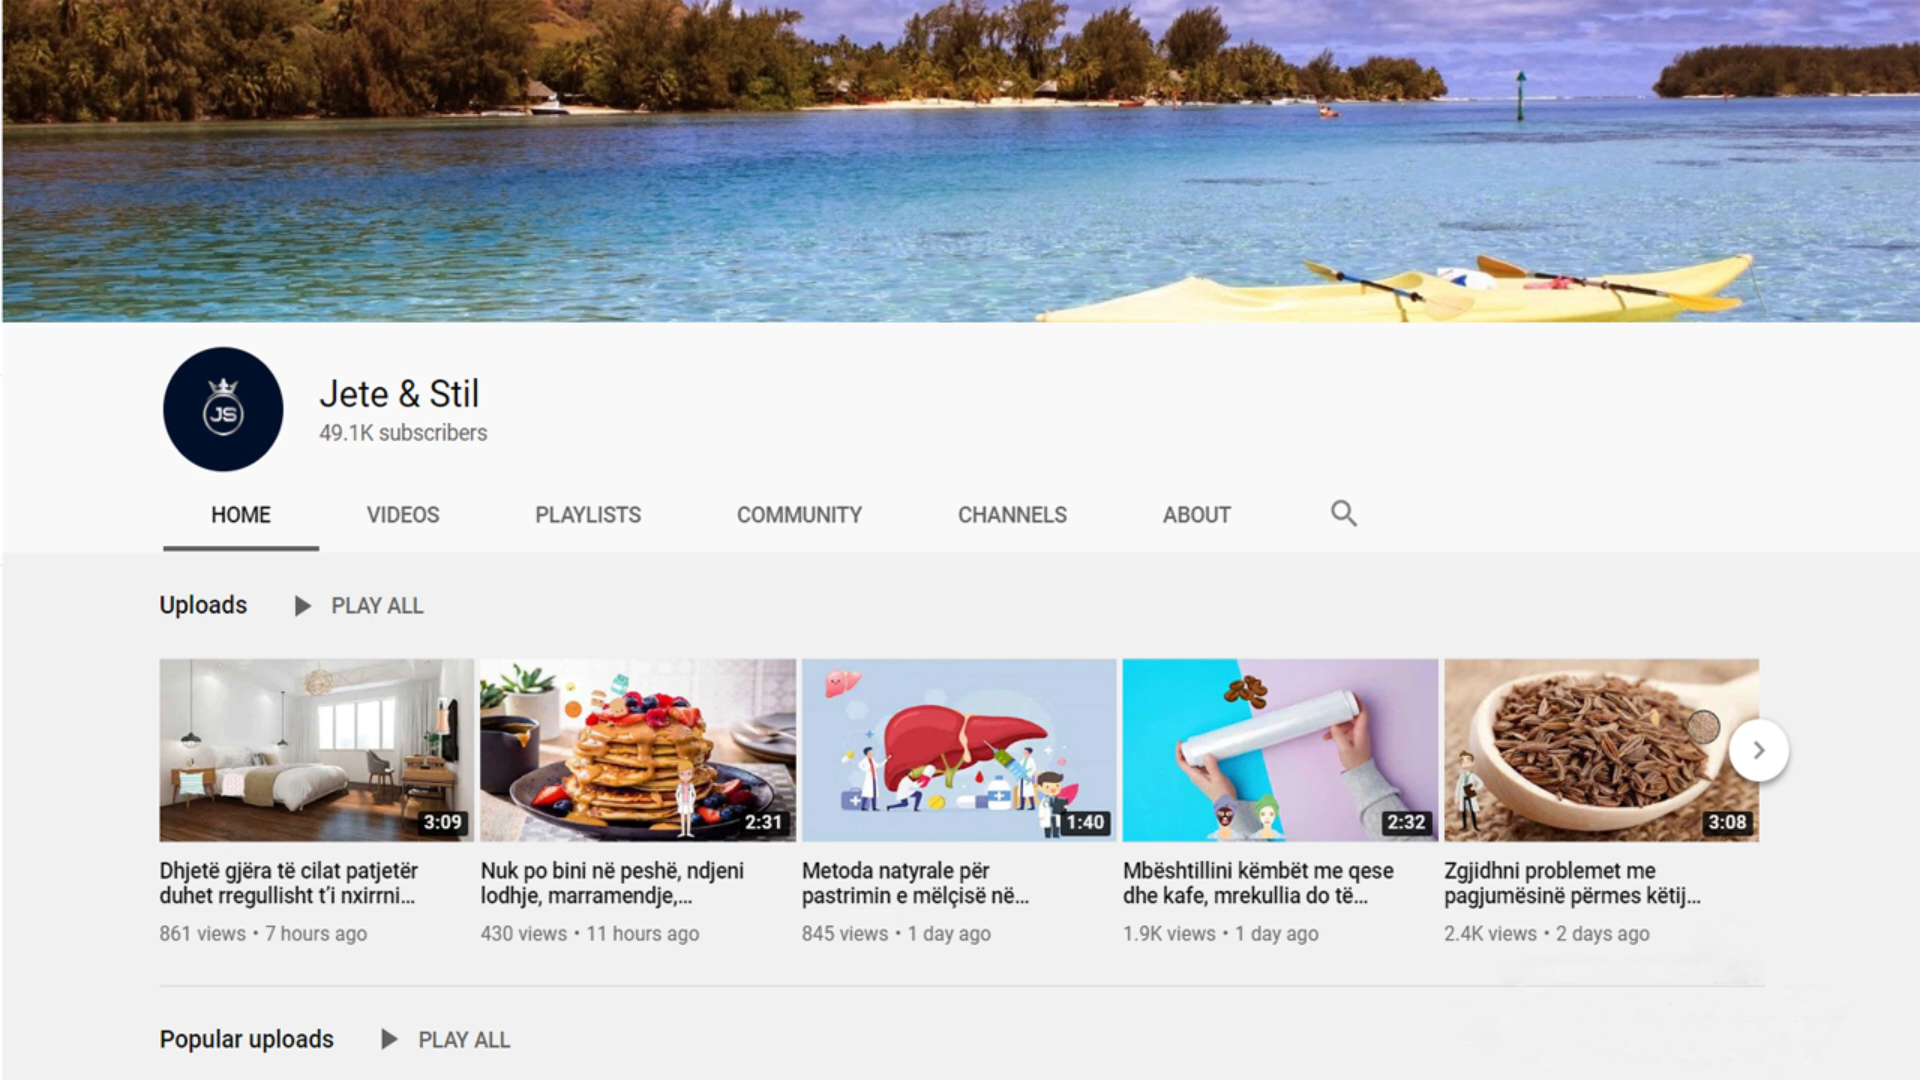 JS
Jete & Stil
49.1K subscribers
HOME VIDEOS PLAYLISTS COMMUNITY CHANNELS ABOUT
Uploads PLAY ALL
3:09 2:31 1:40 2:32 3:08
Dhjetë gjëra të cilat patjetër
duhet rregullisht t'i nxirrni...
861 views • 7 hours ago
Nuk po bini në peshë, ndjeni
lodhje, marramendje,...
430 views • 11 hours ago
Metoda natyrale për
pastrimin e mëlçisë në...
845 views • 1 day ago
Mbështillini këmbët me qese
dhe kafe, mrekullia do të...
1.9K views • 1 day ago
Zgjidhni problemet me
pagjumësinë përmes këtij...
2.4K views • 2 days ago
Popular uploads PLAY ALL